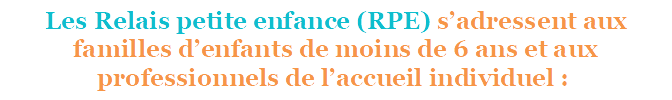 Les Relais petite enfance (RPE) s’adressent aux
familles d’enfants de moins de 6 ans et aux
professionnels de l’accueil individuel :